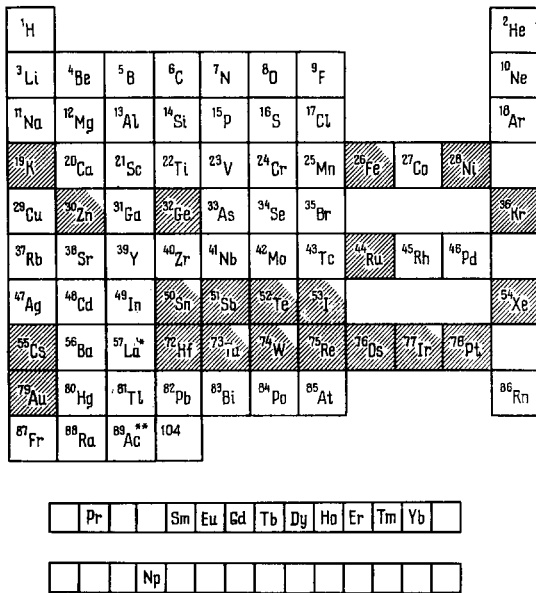 1H 2He
3Li 4Be 5B 6C 7N 8O 9F 10Ne
11Na 12Mg 13Al 14Si 15P 16S 17Cl 18Ar
19K 20Ca 21Sc 22Ti 23V 24Cr 25Mn 26Fe 27Co 28Ni
29Cu 30Zn 31Ga 32Ge 33As 34Se 35Br 36Kr
37Rb 38Sr 39Y 40Zr 41Nb 42Mo 43Tc 44Ru 45Rh 46Pd
47Ag 48Cd 49In 50Sn 51Sb 52Te 53I 54Xe
55Cs 56Ba 57La* 72Hf 73Ta 74W 75Re 76Os 77Ir 78Pt
79Au 80Hg 81Tl 82Pb 83Bi 84Po 85At 86Rn
87Fr 88Ra 89Ac** 104
Pr Sm Eu Gd Tb Dy Ho Er Tm Yb
Np